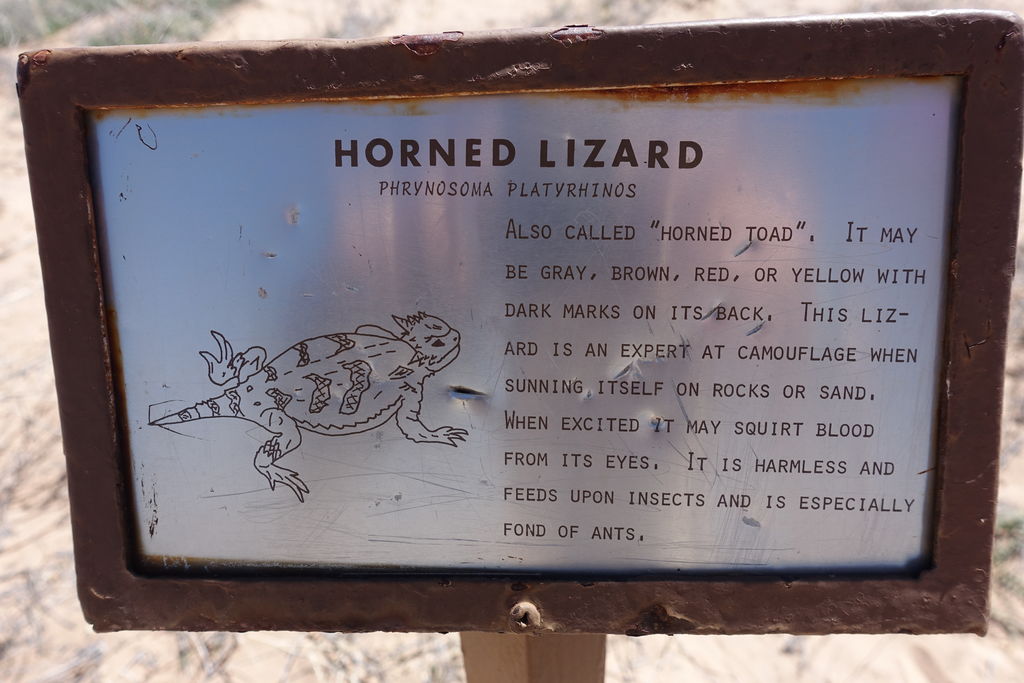 HORNED LIZARD
PHRYNOSOMA PLATYRHINOS
ALSO CALLED "HORNED TOAD". IT MAY
BE GRAY, BROWN, RED, OR YELLOW WITH
DARK MARKS ON ITS BACK. THIS LIZ-
ARD IS AN EXPERT AT CAMOUFLAGE WHEN
SUNNING ITSELF ON ROCKS OR SAND.
WHEN EXCITED IT MAY SQUIRT BLOOD
FROM ITS EYES. IT IS HARMLESS AND
FEEDS UPON INSECTS AND IS ESPECIALLY
FOND OF ANTS.